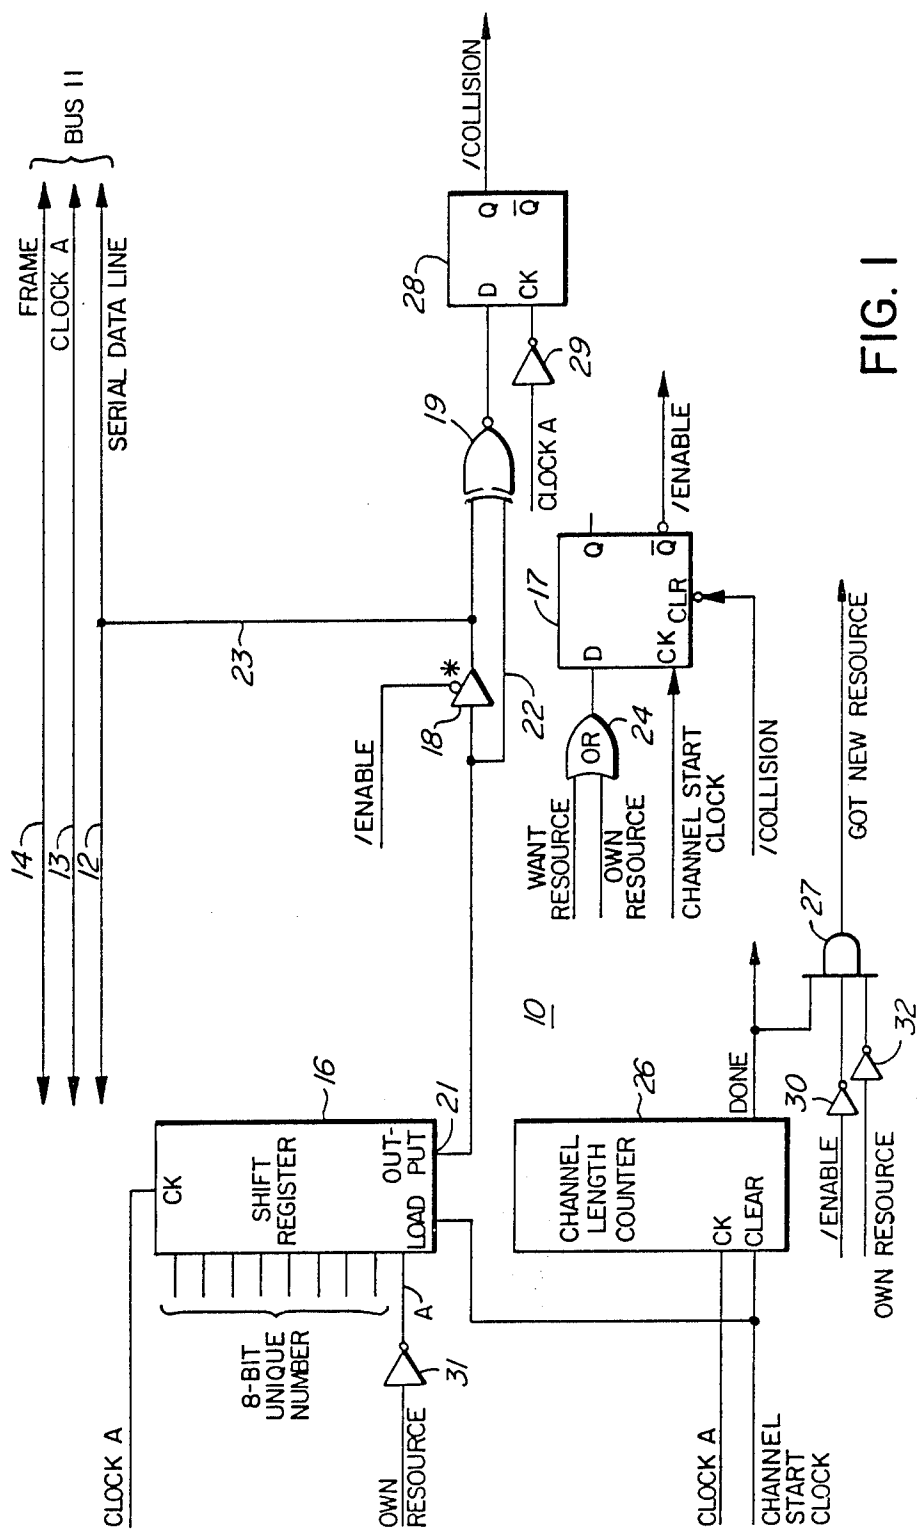 14
13
12
FRAME
CLOCK A
SERIAL DATA LINE
BUS 11
23
/ENABLE
18
*
22
19
28
D
CK
Q
Q̅
/COLLISION
CLOCK A
29
CLOCK A
CK
SHIFT
REGISTER
16
OUT-
PUT
LOAD
21
8-BIT
UNIQUE
NUMBER
A
OWN
RESOURCE
31
10
WANT
RESOURCE
OWN
RESOURCE
OR
24
CHANNEL START
CLOCK
17
D
CK
CLR
Q
Q̅
/ENABLE
/COLLISION
CLOCK A
CHANNEL
START
CLOCK
CHANNEL
LENGTH
COUNTER
26
CK
CLEAR
DONE
/ENABLE
OWN RESOURCE
30
32
27
GOT NEW RESOURCE
FIG. 1